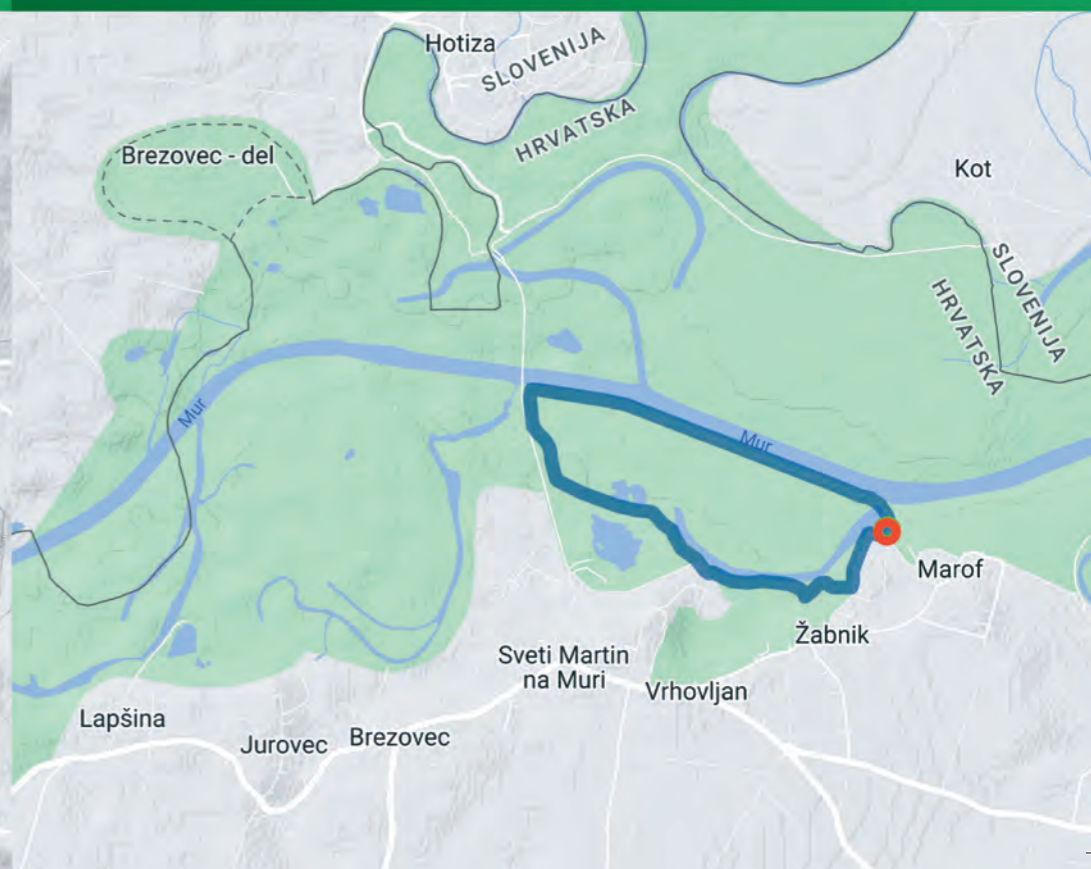 Hotiza
SLOVENIJA
HRVATSKA
Brezovec - del
Kot
SLOVENIJA
HRVATSKA
Mur
Mur
Marof
Žabnik
Sveti Martin
na Muri
Vrhovljan
Lapšina
Jurovec
Brezovec